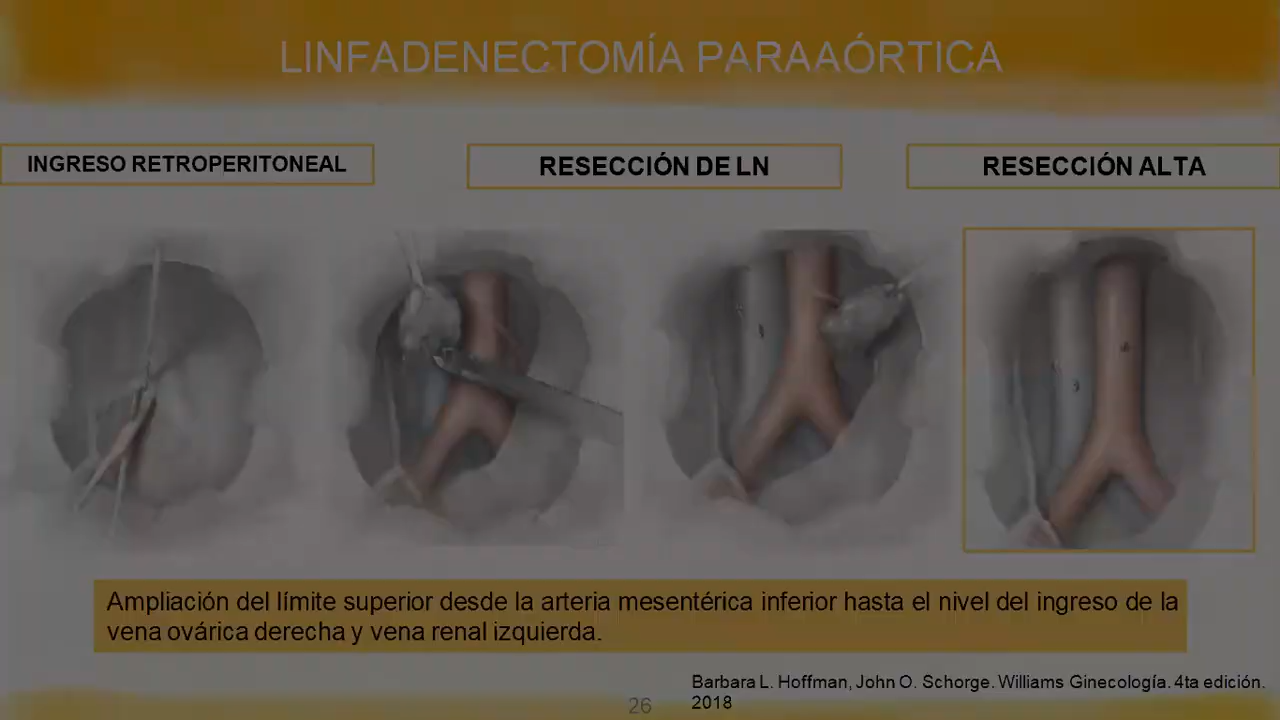 LINFADENECTOMÍA PARAAÓRTICA
INGRESO RETROPERITONEAL
RESECCIÓN DE LN
RESECCIÓN ALTA
Ampliación del límite superior desde la arteria mesentérica inferior hasta el nivel del ingreso de la
vena ovárica derecha y vena renal izquierda.
Barbara L. Hoffman, John O. Schorge. Williams Ginecología. 4ta edición.
2018
26